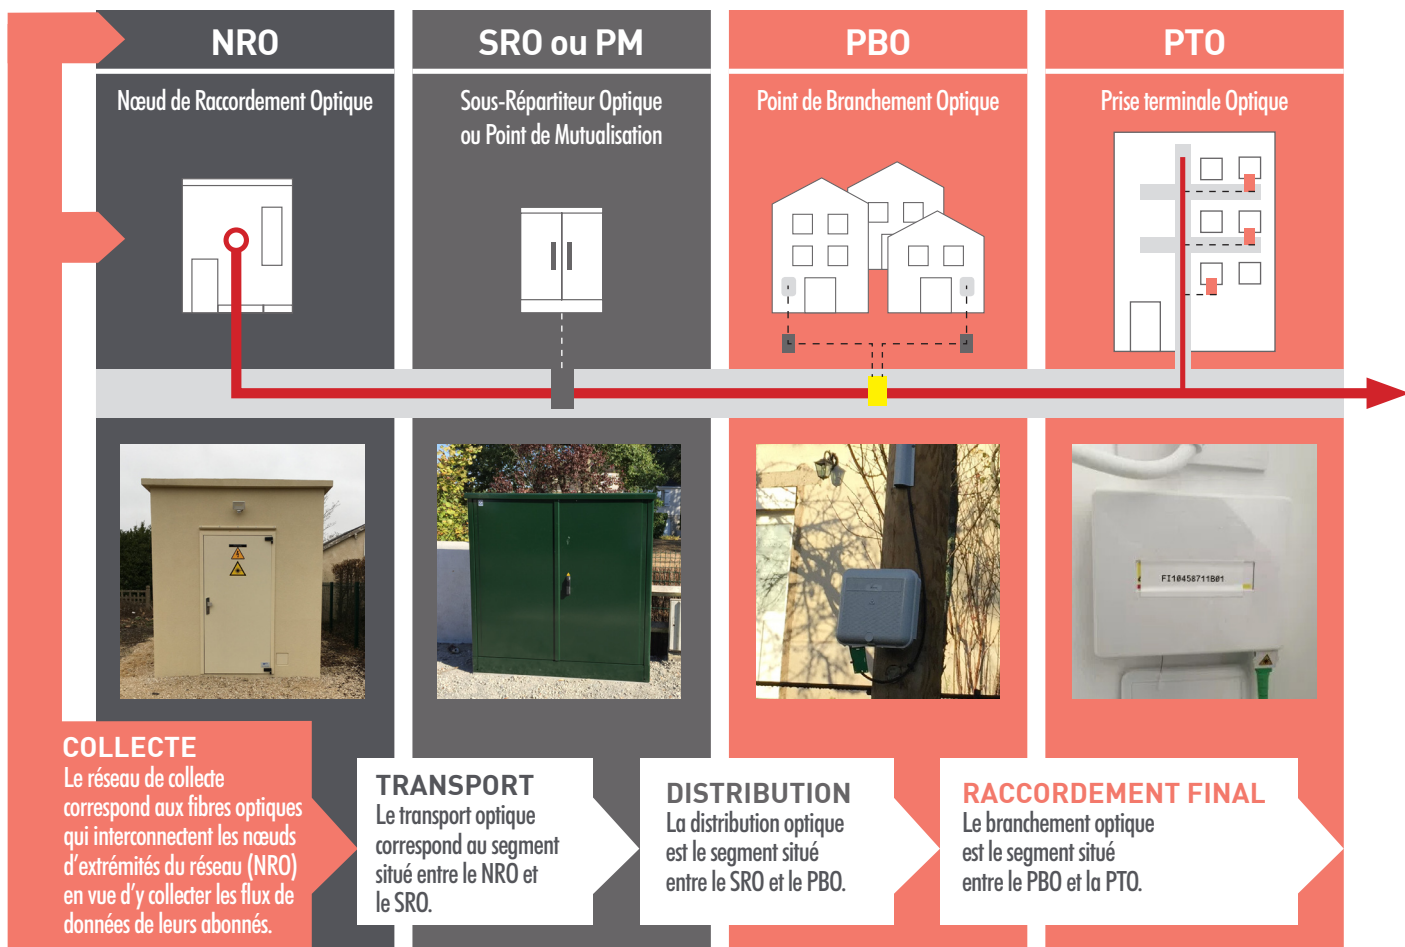 NRO
Nœud de Raccordement Optique
SRO ou PM
Sous-Répartiteur Optique
ou Point de Mutualisation
PBO
Point de Branchement Optique
PTO
Prise terminale Optique
FI10458711B01
COLLECTE
Le réseau de collecte
correspond aux fibres optiques
qui interconnectent les nœuds
d’extrémités du réseau (NRO)
en vue d’y collecter les flux de
données de leurs abonnés.
TRANSPORT
Le transport optique
correspond au segment
situé entre le NRO et
le SRO.
DISTRIBUTION
La distribution optique
est le segment situé
entre le SRO et le PBO.
RACCORDEMENT FINAL
Le branchement optique
est le segment situé
entre le PBO et la PTO.